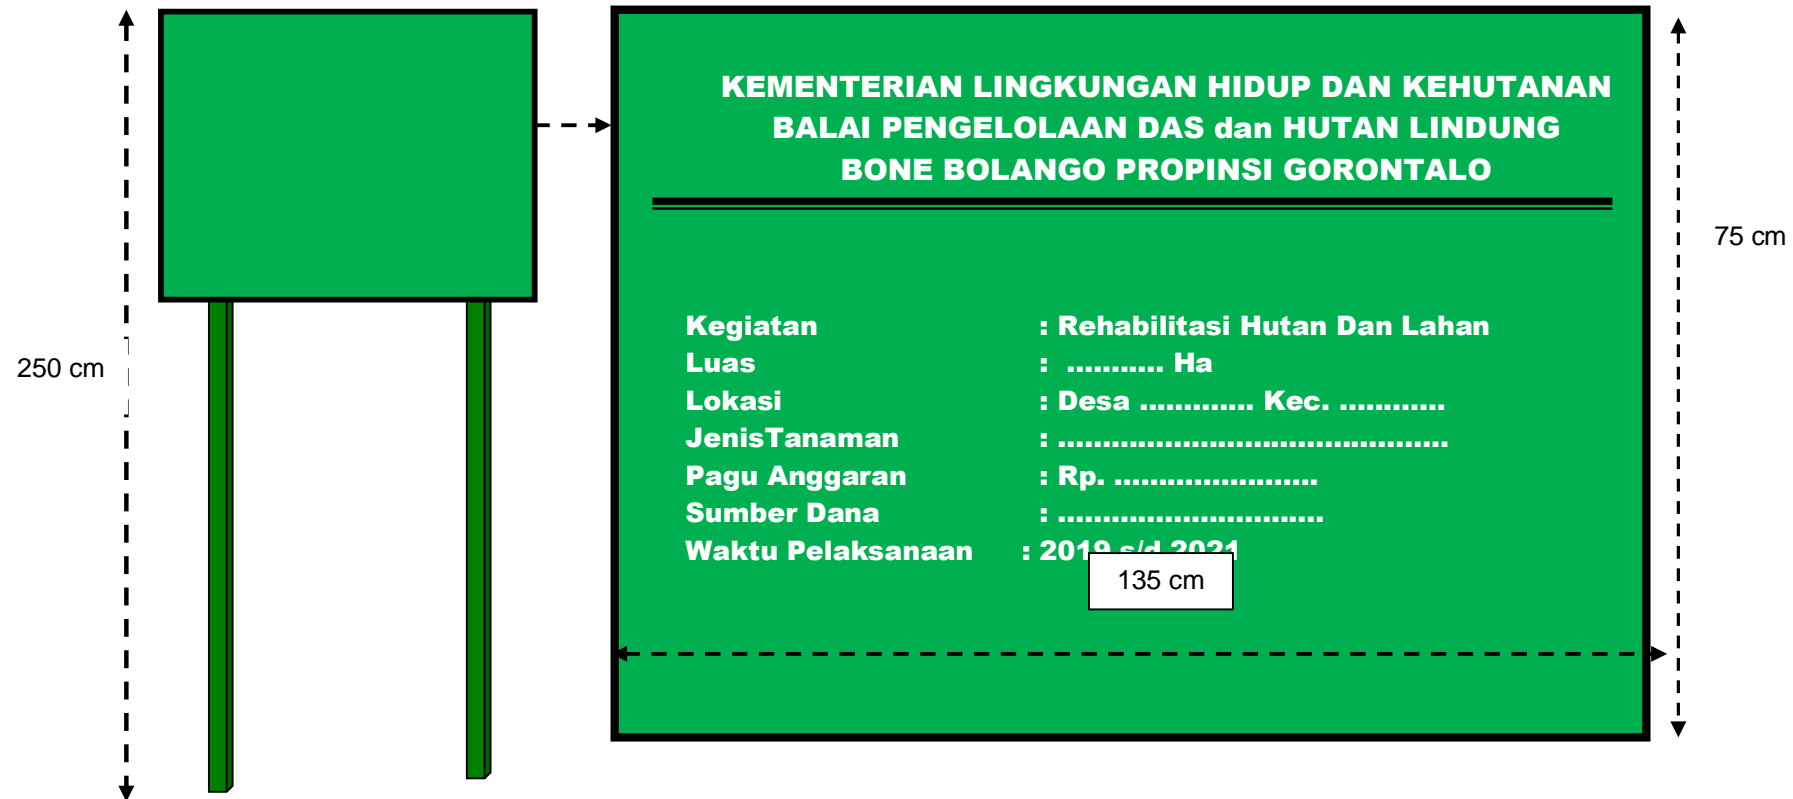 KEMENTERIAN LINGKUNGAN HIDUP DAN KEHUTANAN
BALAI PENGELOLAAN DAS dan HUTAN LINDUNG
BONE BOLANGO PROPINSI GORONTALO
75 cm
250 cm
Kegiatan : Rehabilitasi Hutan Dan Lahan
Luas : ........... Ha
Lokasi : Desa ............. Kec. ............
JenisTanaman : ............................................
Pagu Anggaran : Rp. .......................
Sumber Dana : ..............................
Waktu Pelaksanaan : 2019 s/d 2021
135 cm